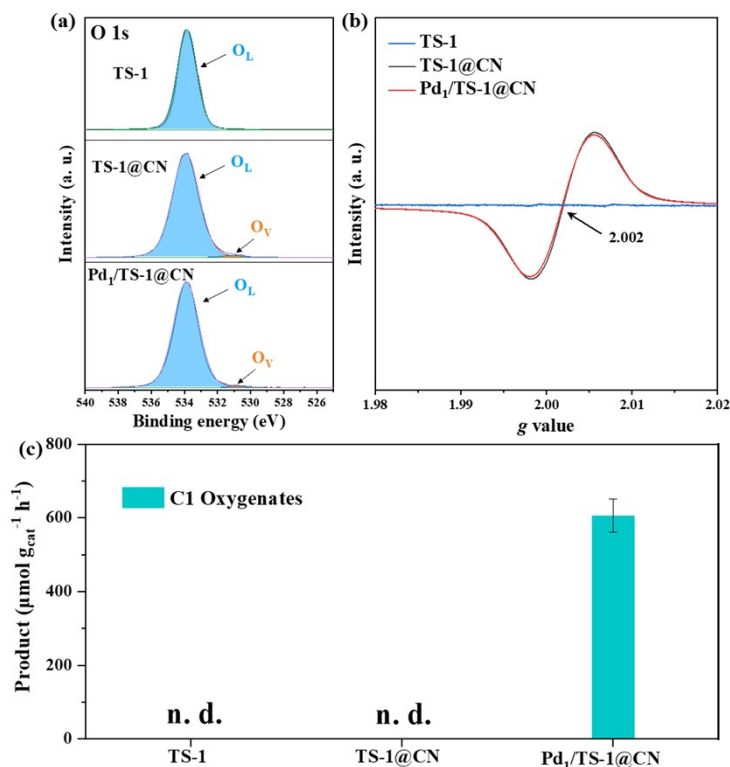 (a)
O 1s
TS-1
O_L
TS-1@CN
O_L
O_V
Pd₁/TS-1@CN
O_L
O_V
Intensity (a. u.)
540 538 536 534 532 530 528 526
Binding energy (eV)
(b)
TS-1
TS-1@CN
Pd₁/TS-1@CN
2.002
Intensity (a. u.)
1.98 1.99 2.00 2.01 2.02
g value
(c)
C1 Oxygenates
Product (μmol g_cat⁻¹ h⁻¹)
800
600
400
200
0
n. d.
n. d.
TS-1 TS-1@CN Pd₁/TS-1@CN